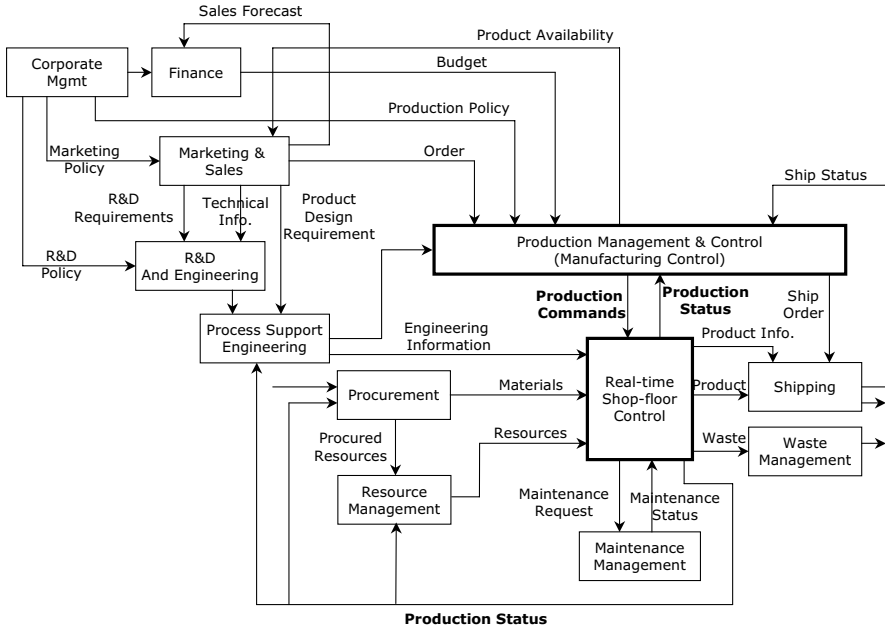 Sales Forecast
Product Availability
Corporate
Mgmt
Finance
Budget
Production Policy
Marketing
Policy
Marketing &
Sales
Order
Ship Status
R&D
Requirements
Technical
Info.
Product
Design
Requirement
R&D
Policy
R&D
And Engineering
Production Management & Control
(Manufacturing Control)
Production
Commands
Production
Status
Ship
Order
Process Support
Engineering
Engineering
Information
Product Info.
Procurement
Materials
Real-time
Shop-floor
Control
Product
Shipping
Procured
Resources
Resources
Waste
Waste
Management
Resource
Management
Maintenance
Request
Maintenance
Status
Maintenance
Management
Production Status